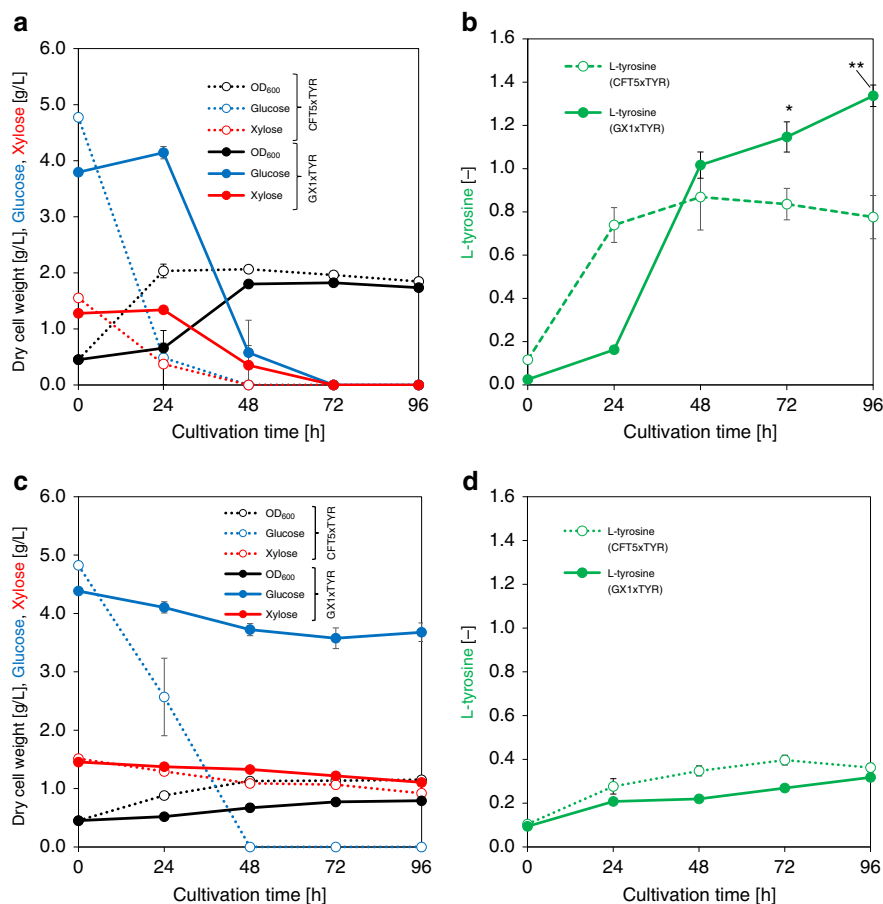 a
Dry cell weight [g/L], Glucose, Xylose [g/L]
6.0
5.0
4.0
3.0
2.0
1.0
0.0
0
24
48
72
96
Cultivation time [h]
OD600
Glucose
Xylose
CFT5xTYR
OD600
Glucose
Xylose
GX1xTYR
b
L-tyrosine [–]
1.6
1.4
1.2
1.0
0.8
0.6
0.4
0.2
0.0
0
24
48
72
96
Cultivation time [h]
L-tyrosine
(CFT5xTYR)
L-tyrosine
(GX1xTYR)
*
**
c
Dry cell weight [g/L], Glucose, Xylose [g/L]
6.0
5.0
4.0
3.0
2.0
1.0
0.0
0
24
48
72
96
Cultivation time [h]
OD600
Glucose
Xylose
CFT5xTYR
OD600
Glucose
Xylose
GX1xTYR
d
L-tyrosine [–]
1.6
1.4
1.2
1.0
0.8
0.6
0.4
0.2
0.0
0
24
48
72
96
Cultivation time [h]
L-tyrosine
(CFT5xTYR)
L-tyrosine
(GX1xTYR)